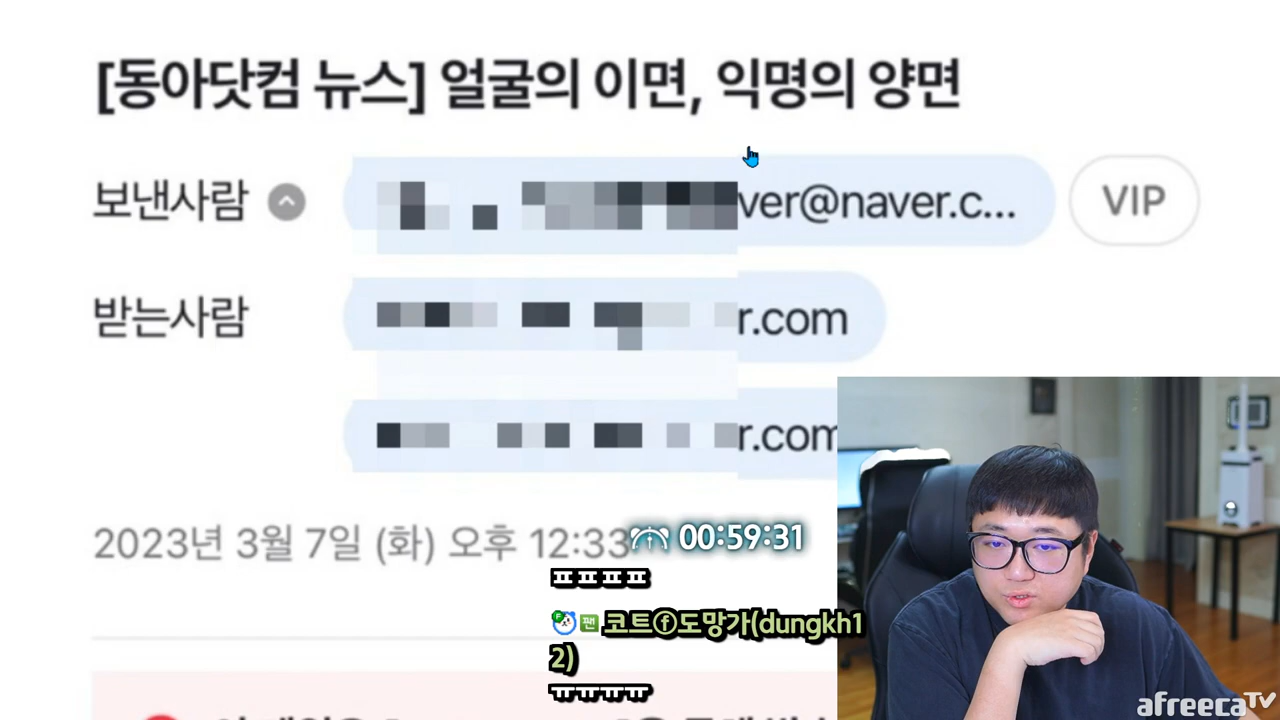 [동아닷컴 뉴스] 얼굴의 이면, 익명의 양면
보낸사람 ver@naver.c... VIP
받는사람 r.com
r.com
2023년 3월 7일 (화) 오후 12:33
00:59:31
ㅍㅍㅍㅍ
F 팬 코트ⓕ도망가(dungkh1
2)
ㅠㅠㅠㅠ
afreecaTV